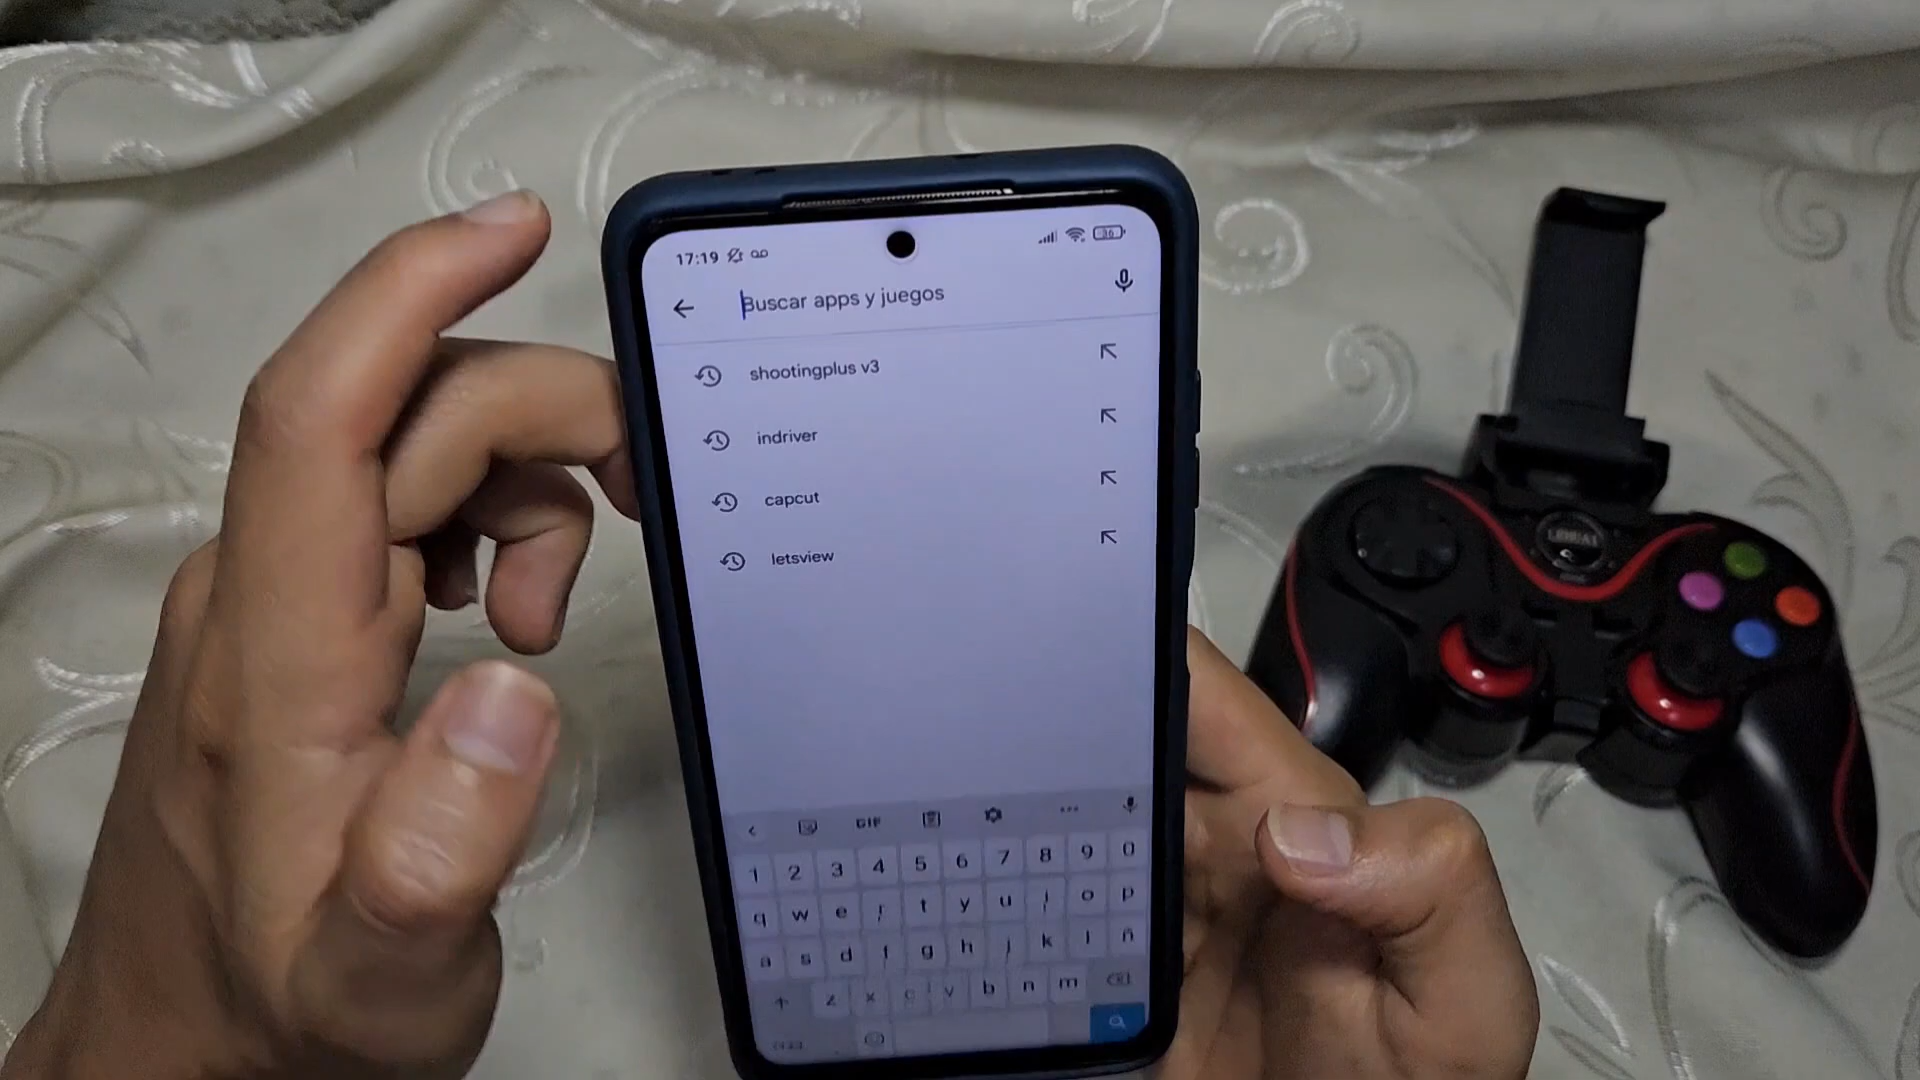 17:19
36
Buscar apps y juegos
shootingplus v3
indriver
capcut
letsview
GIF
1 2 3 4 5 6 7 8 9 0
q w e r t y u i o p
a s d f g h j k l ñ
z x c v b n m